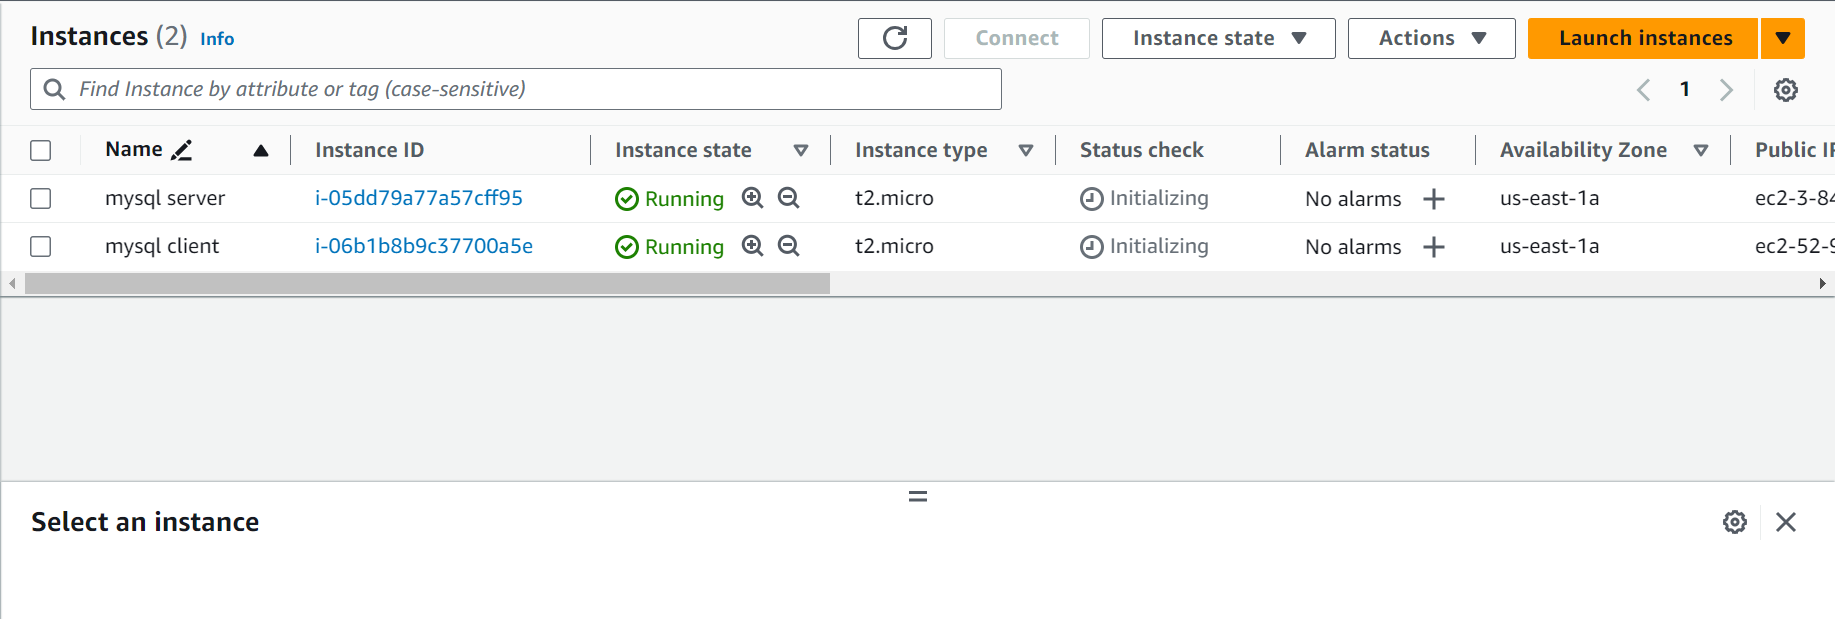 Instances (2) Info
Connect
Instance state
Actions
Launch instances
Find Instance by attribute or tag (case-sensitive)
1
Name Instance ID Instance state Instance type Status check Alarm status Availability Zone Public
mysql server i-05dd79a77a57cff95 Running t2.micro Initializing No alarms us-east-1a ec2-3-84
mysql client i-06b1b8b9c37700a5e Running t2.micro Initializing No alarms us-east-1a ec2-52-9
Select an instance